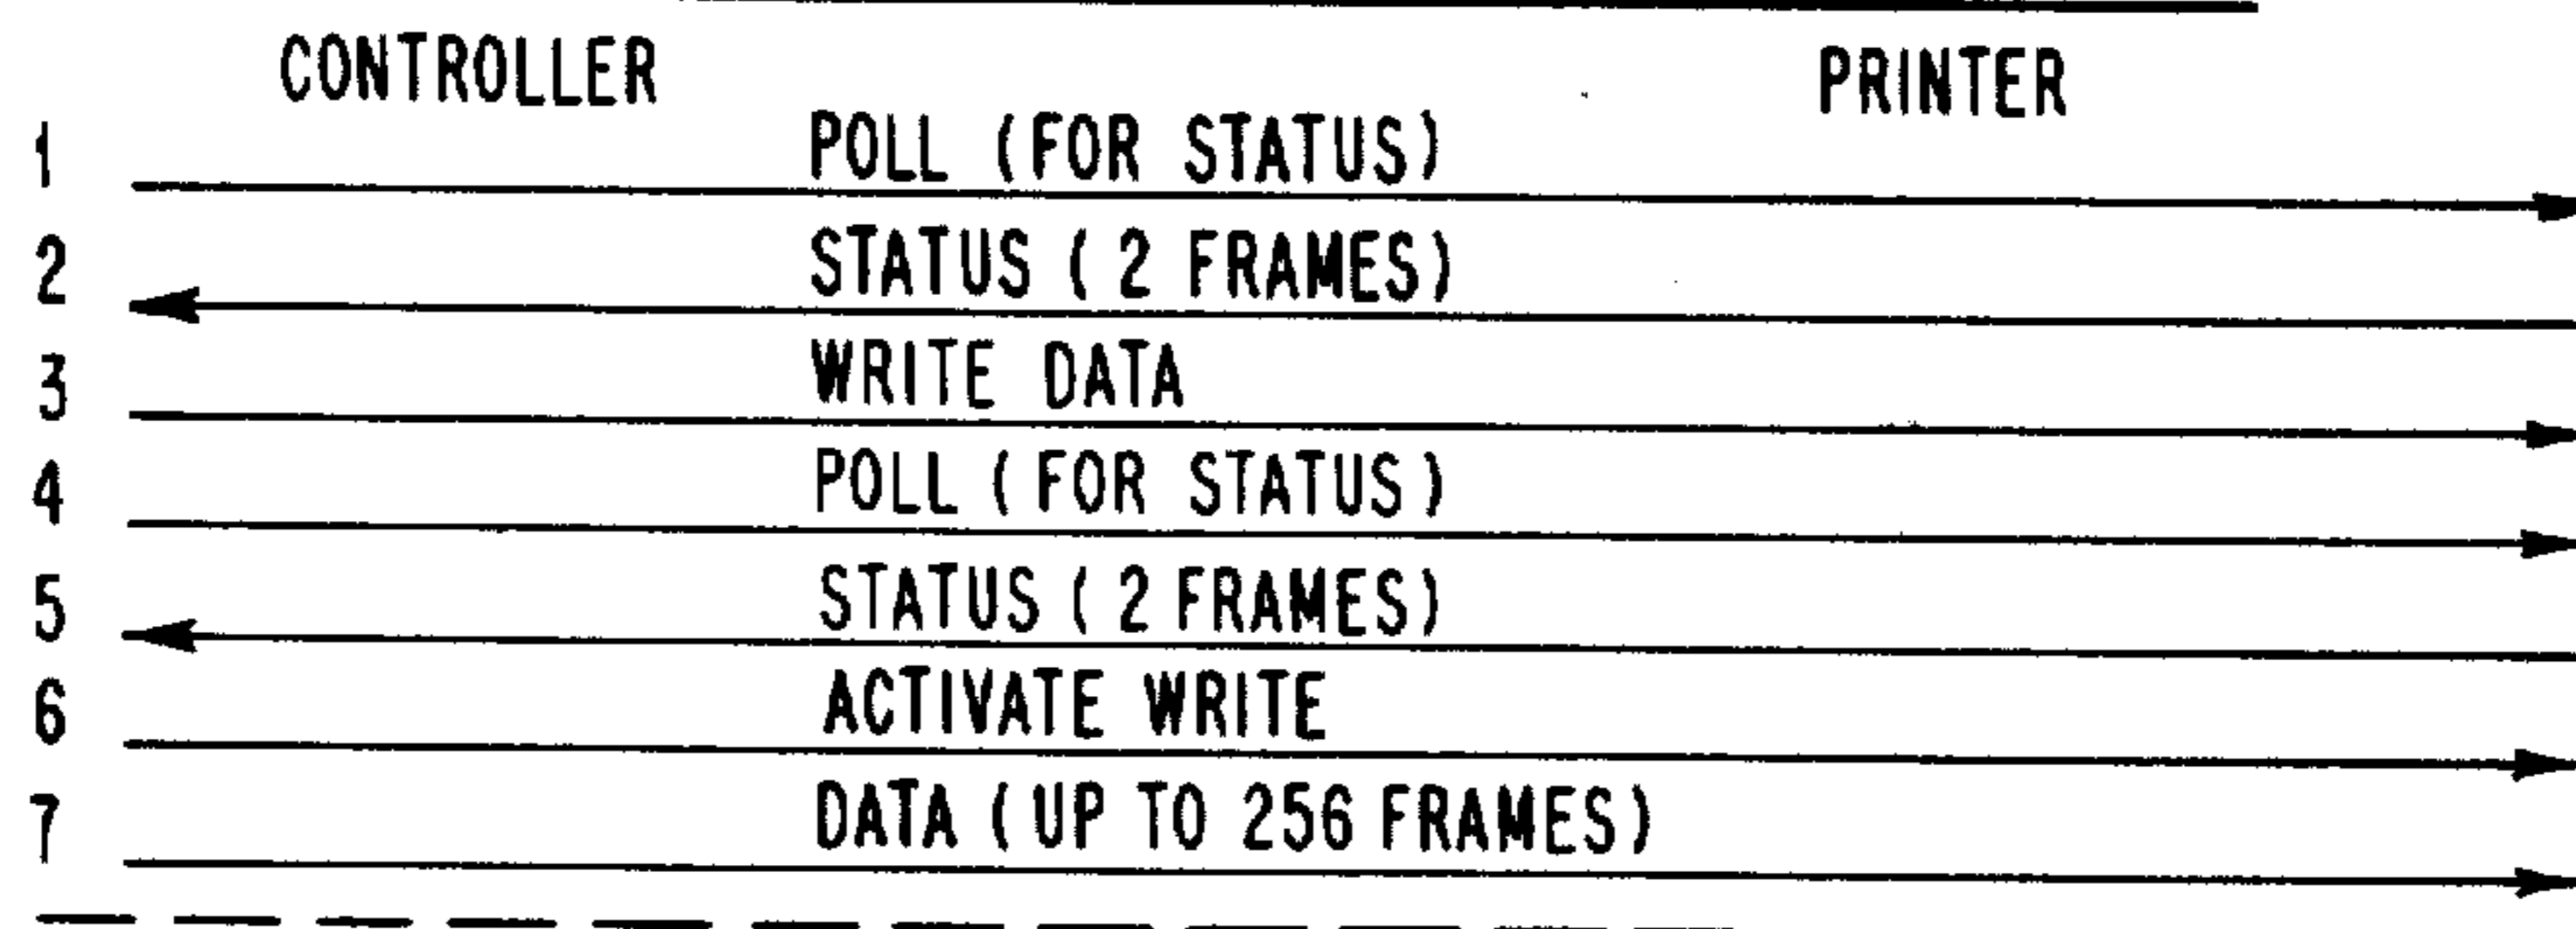 CONTROLLER PRINTER
1 POLL (FOR STATUS)
2 STATUS (2 FRAMES)
3 WRITE DATA
4 POLL (FOR STATUS)
5 STATUS (2 FRAMES)
6 ACTIVATE WRITE
7 DATA (UP TO 256 FRAMES)